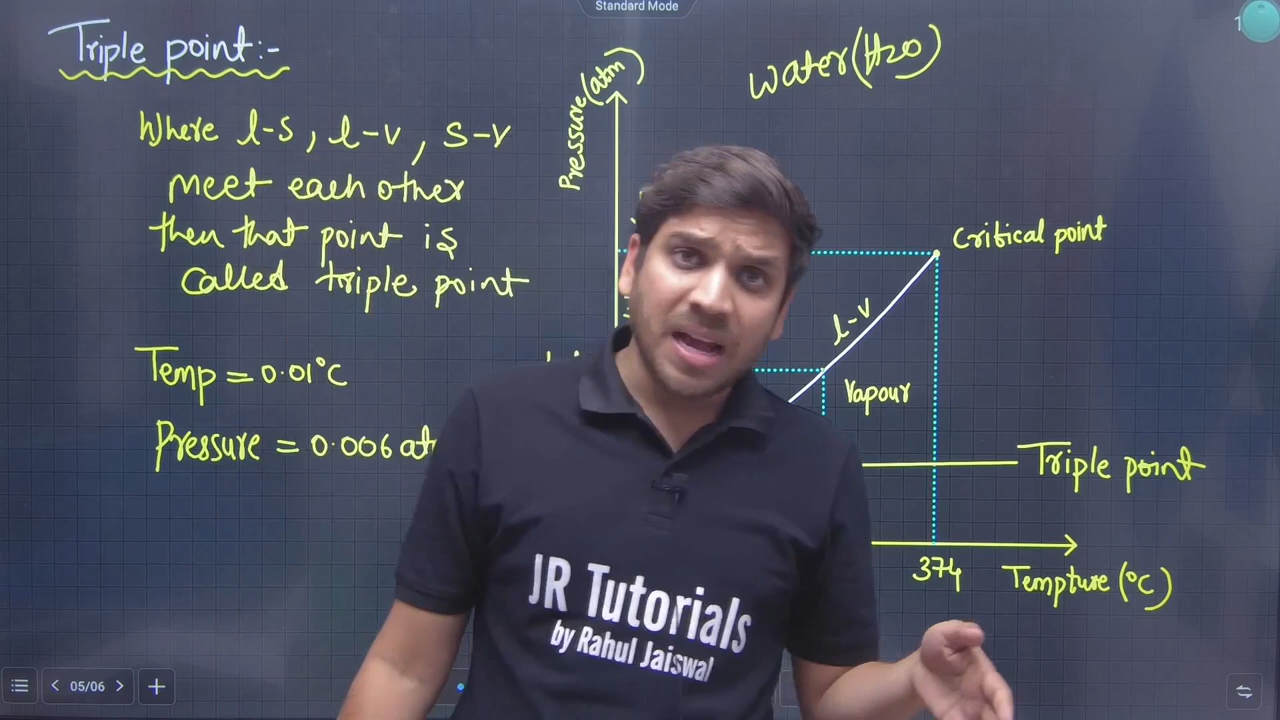 Standard Mode
Triple point:-
Where l-s, l-v, s-v
meet each other
then that point is
called triple point
Temp = 0.01°C
Pressure = 0.006
Pressure (atm)
Water (H2O)
Critical point
l-v
Vapour
Triple point
374
Tempture (°C)
JR Tutorials
by Rahul Jaiswal
05/06